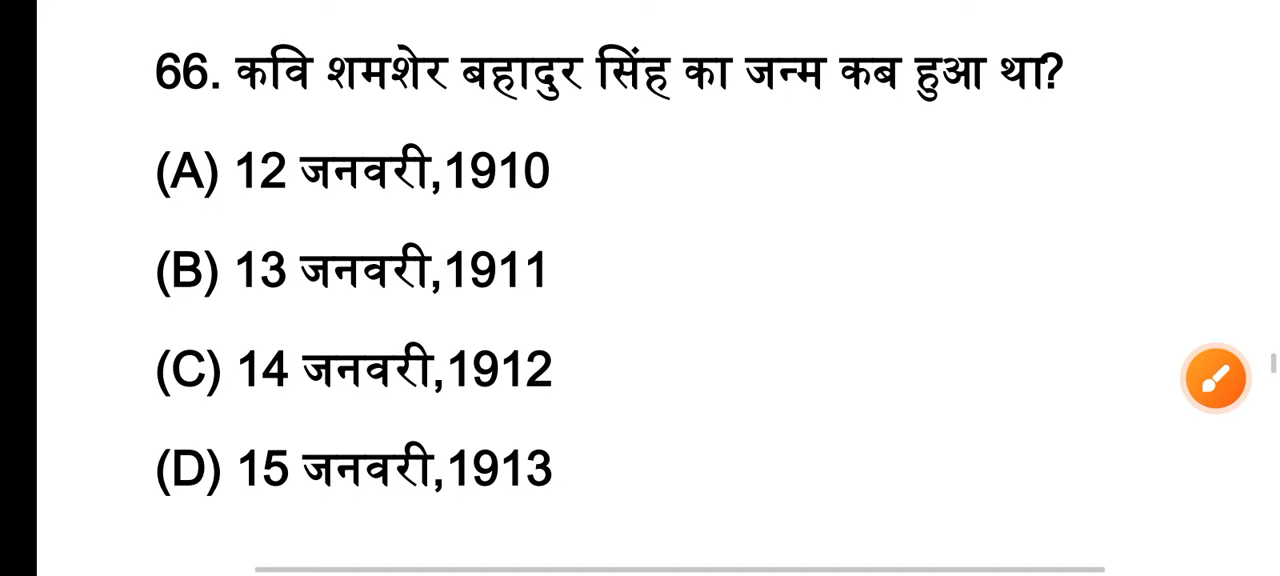 66. कवि शमशेर बहादुर सिंह का जन्म कब हुआ था?
(A) 12 जनवरी,1910
(B) 13 जनवरी,1911
(C) 14 जनवरी,1912
(D) 15 जनवरी,1913